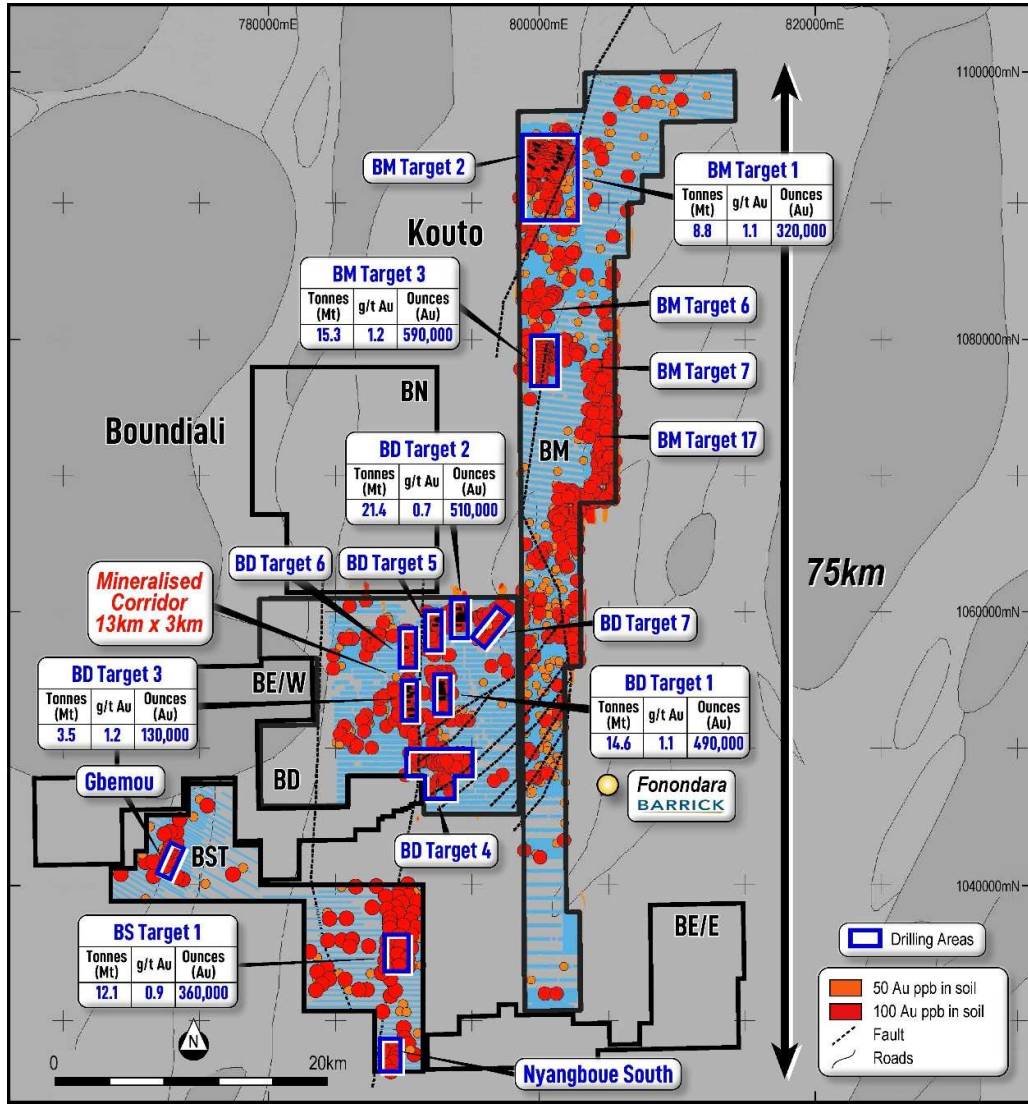 780000mE
800000mE
820000mE
1100000mN
BM Target 2
BM Target 1
Tonnes (Mt) g/t Au Ounces (Au)
8.8 1.1 320,000
Kouto
BM Target 3
Tonnes (Mt) g/t Au Ounces (Au)
15.3 1.2 590,000
BM Target 6
1080000mN
BN
BM Target 7
Boundiali
BD Target 2
Tonnes (Mt) g/t Au Ounces (Au)
21.4 0.7 510,000
BM
BM Target 17
BD Target 6
BD Target 5
75km
Mineralised
Corridor
13km x 3km
1060000mN
BD Target 7
BD Target 3
Tonnes (Mt) g/t Au Ounces (Au)
3.5 1.2 130,000
BE/W
BD Target 1
Tonnes (Mt) g/t Au Ounces (Au)
14.6 1.1 490,000
Gbemou
BD
Fonondara
BARRICK
BD Target 4
BST
1040000mN
BS Target 1
Tonnes (Mt) g/t Au Ounces (Au)
12.1 0.9 360,000
BE/E
Drilling Areas
50 Au ppb in soil
100 Au ppb in soil
Fault
Roads
N
0 20km
Nyangboue South